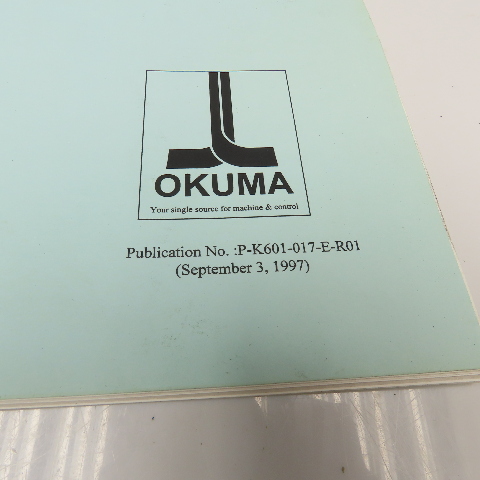 OKUMA
Your single source for machine & control
Publication No. :P-K601-017-E-R01
(September 3, 1997)